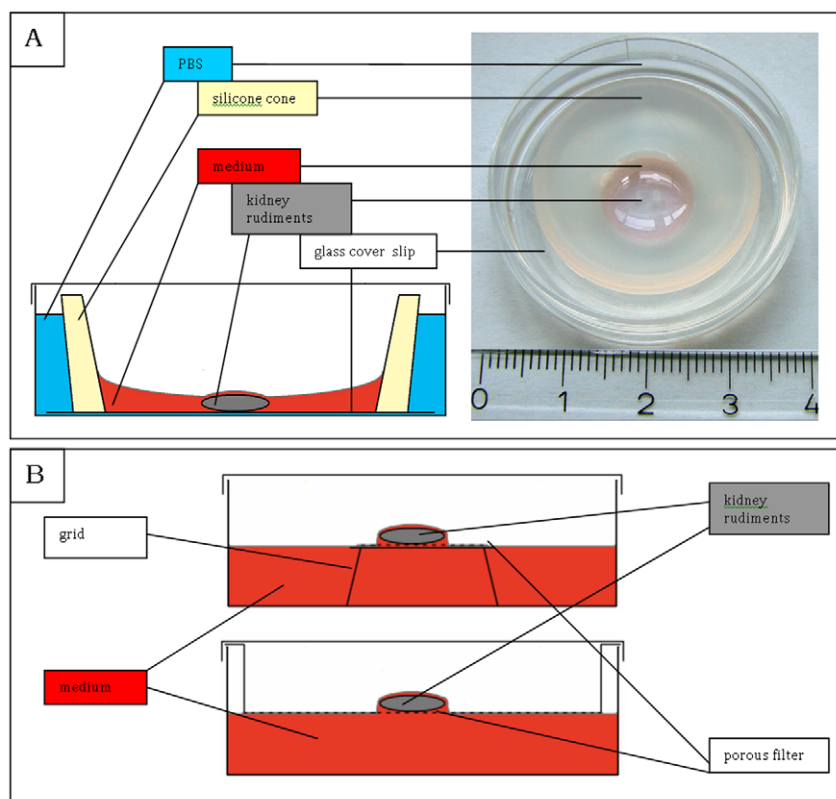 A
PBS
silicone cone
medium
kidney
rudiments
glass cover slip
0 1 2 3 4
B
grid
kidney
rudiments
medium
porous filter